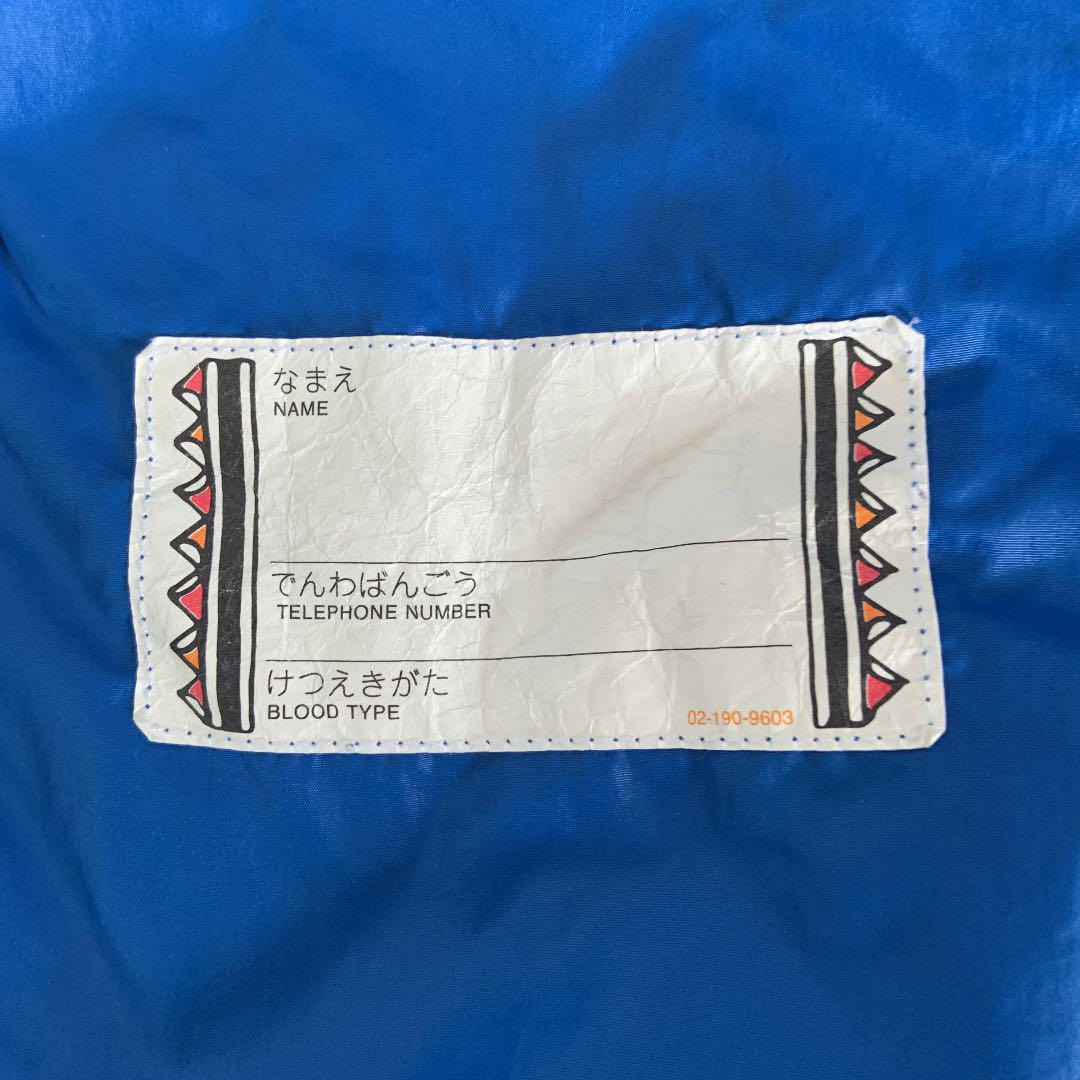 なまえ
NAME
でんわばんごう
TELEPHONE NUMBER
けつえきがた
BLOOD TYPE
02-190-9603